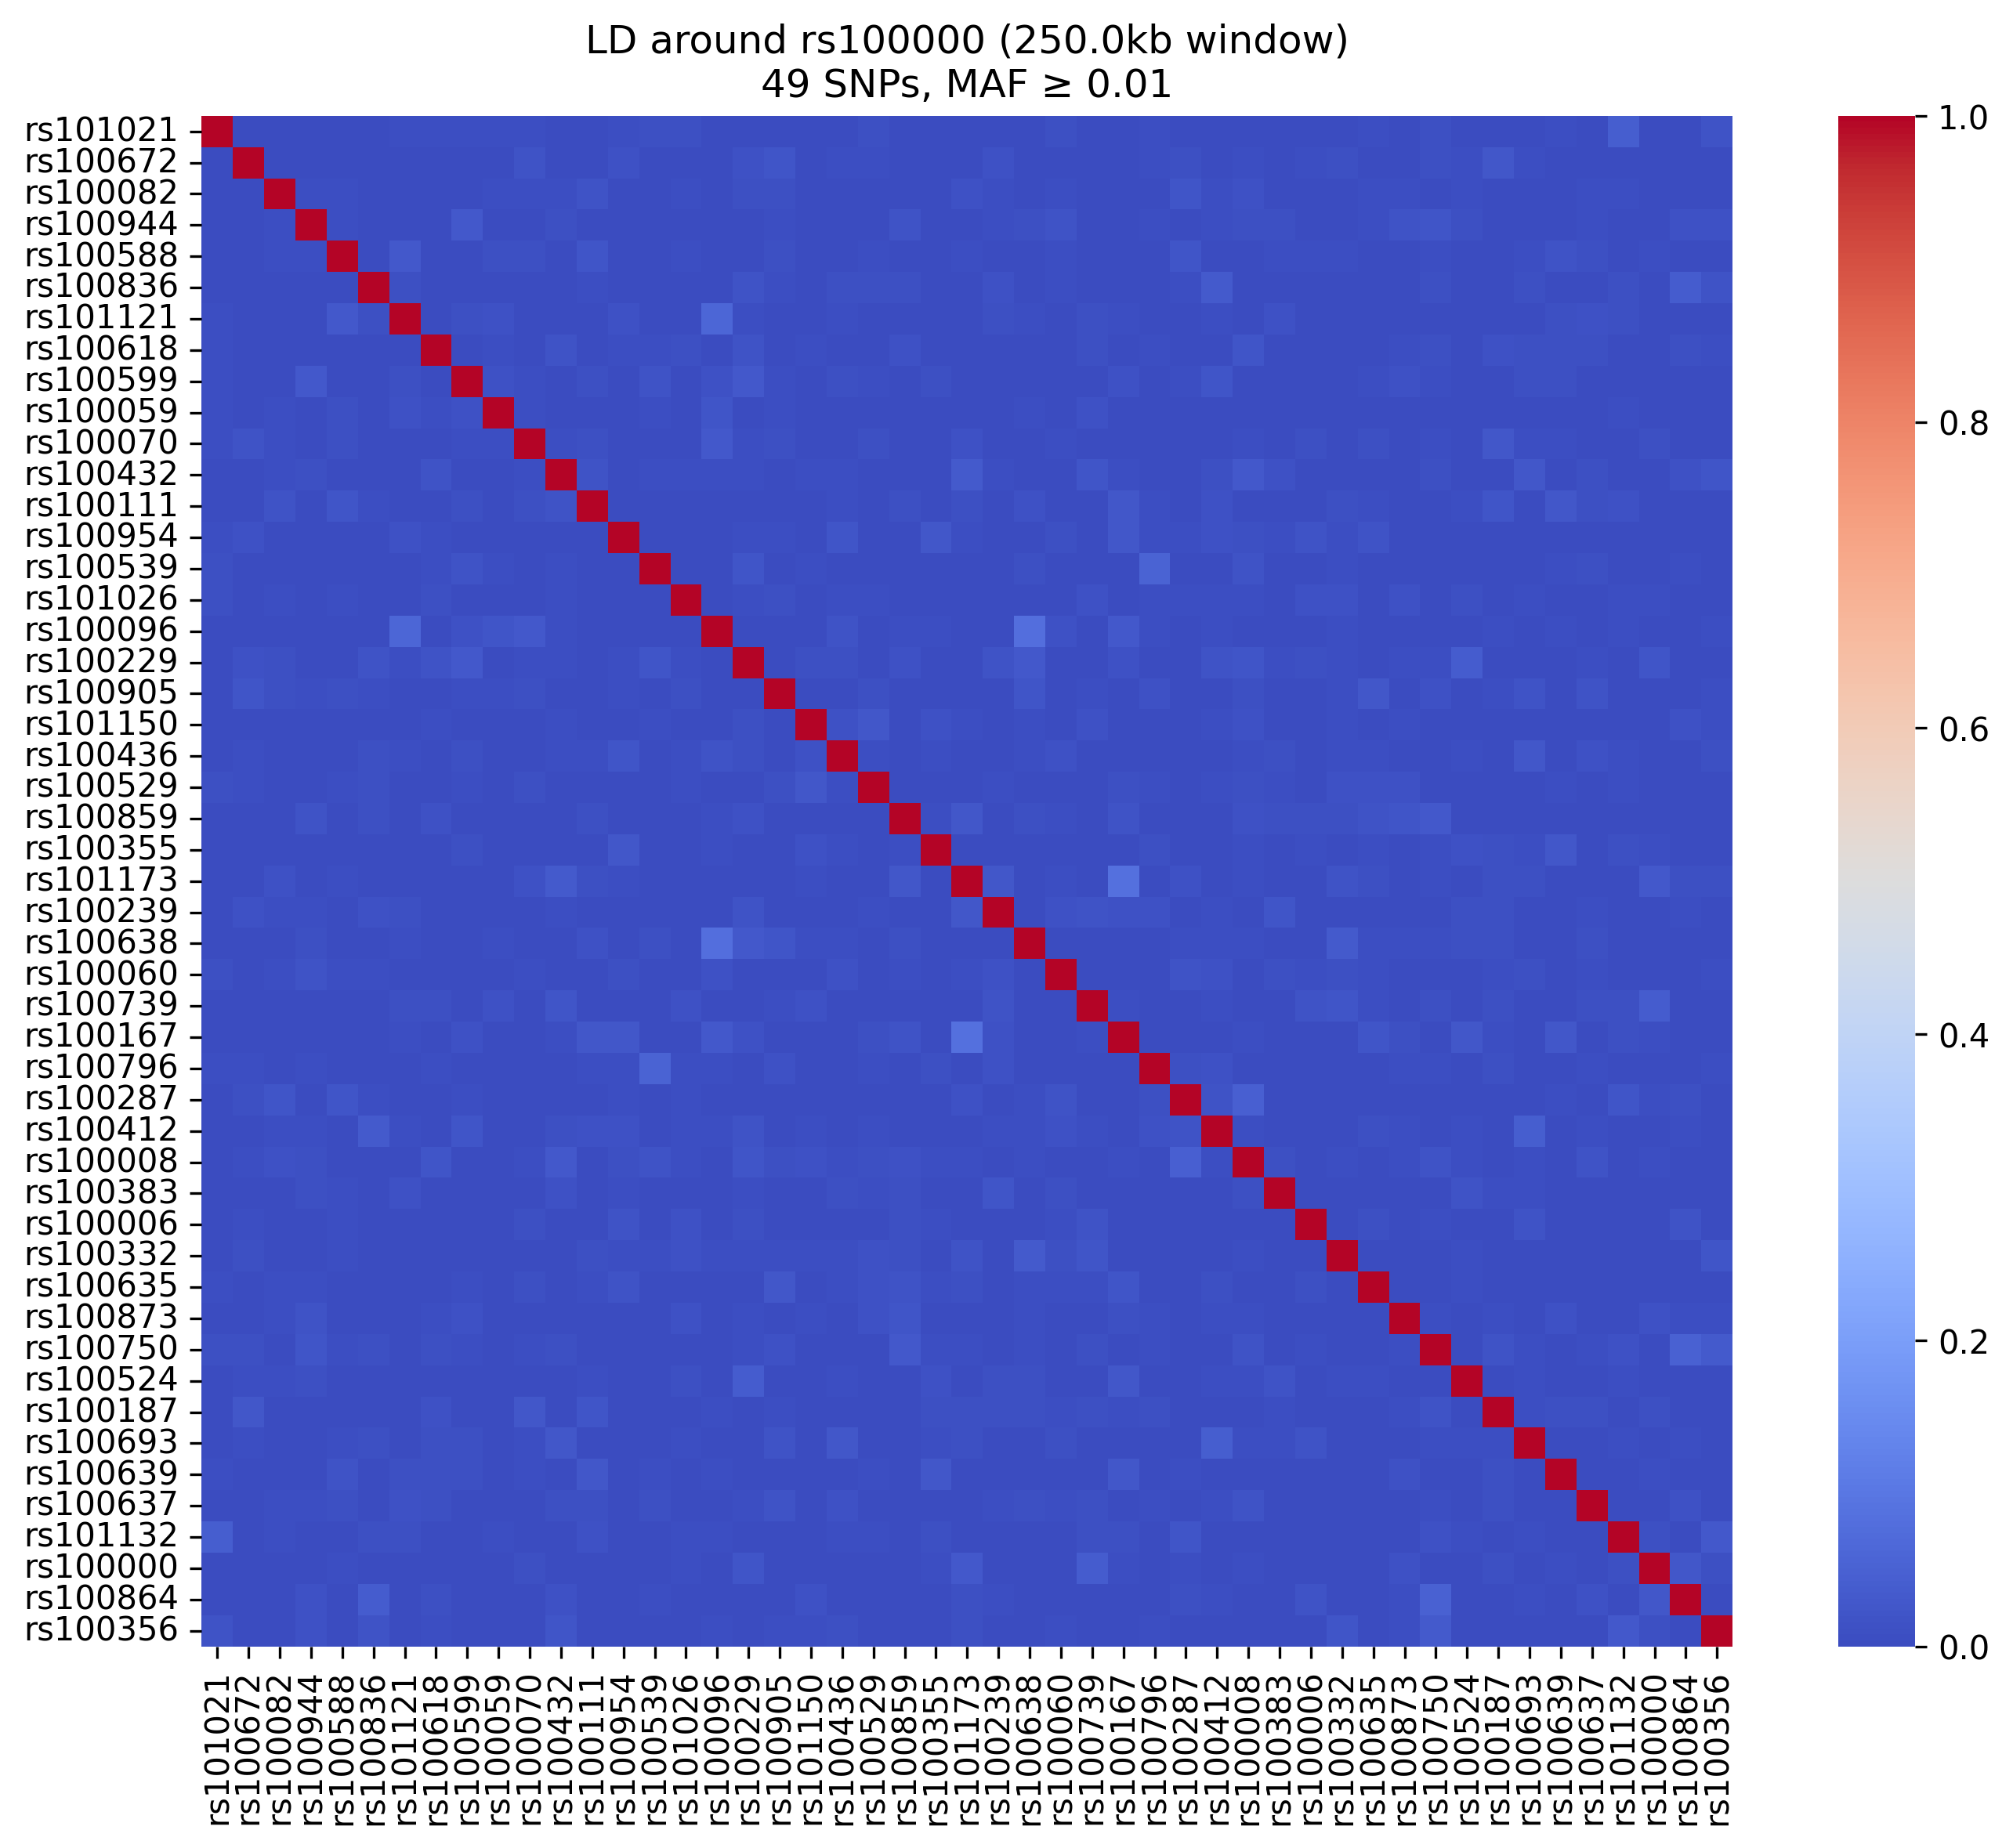 LD around rs100000 (250.0kb window)
49 SNPs, MAF ≥ 0.01
rs101021
rs100672
rs100082
rs100944
rs100588
rs100836
rs101121
rs100618
rs100599
rs100059
rs100070
rs100432
rs100111
rs100954
rs100539
rs101026
rs100096
rs100229
rs100905
rs101150
rs100436
rs100529
rs100859
rs100355
rs101173
rs100239
rs100638
rs100060
rs100739
rs100167
rs100796
rs100287
rs100412
rs100008
rs100383
rs100006
rs100332
rs100635
rs100873
rs100750
rs100524
rs100187
rs100693
rs100639
rs100637
rs101132
rs100000
rs100864
rs100356
rs101021
rs100672
rs100082
rs100944
rs100588
rs100836
rs101121
rs100618
rs100599
rs100059
rs100070
rs100432
rs100111
rs100954
rs100539
rs101026
rs100096
rs100229
rs100905
rs101150
rs100436
rs100529
rs100859
rs100355
rs101173
rs100239
rs100638
rs100060
rs100739
rs100167
rs100796
rs100287
rs100412
rs100008
rs100383
rs100006
rs100332
rs100635
rs100873
rs100750
rs100524
rs100187
rs100693
rs100639
rs100637
rs101132
rs100000
rs100864
rs100356
1.0
0.8
0.6
0.4
0.2
0.0